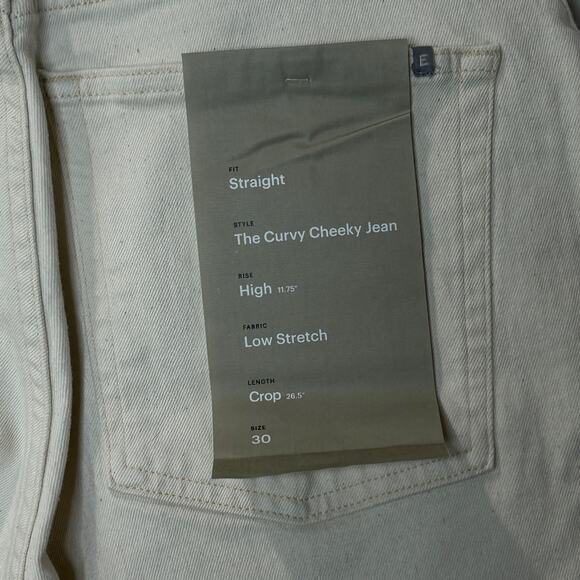 E
FIT
Straight
STYLE
The Curvy Cheeky Jean
RISE
High 11.75"
FABRIC
Low Stretch
LENGTH
Crop 26.5"
SIZE
30